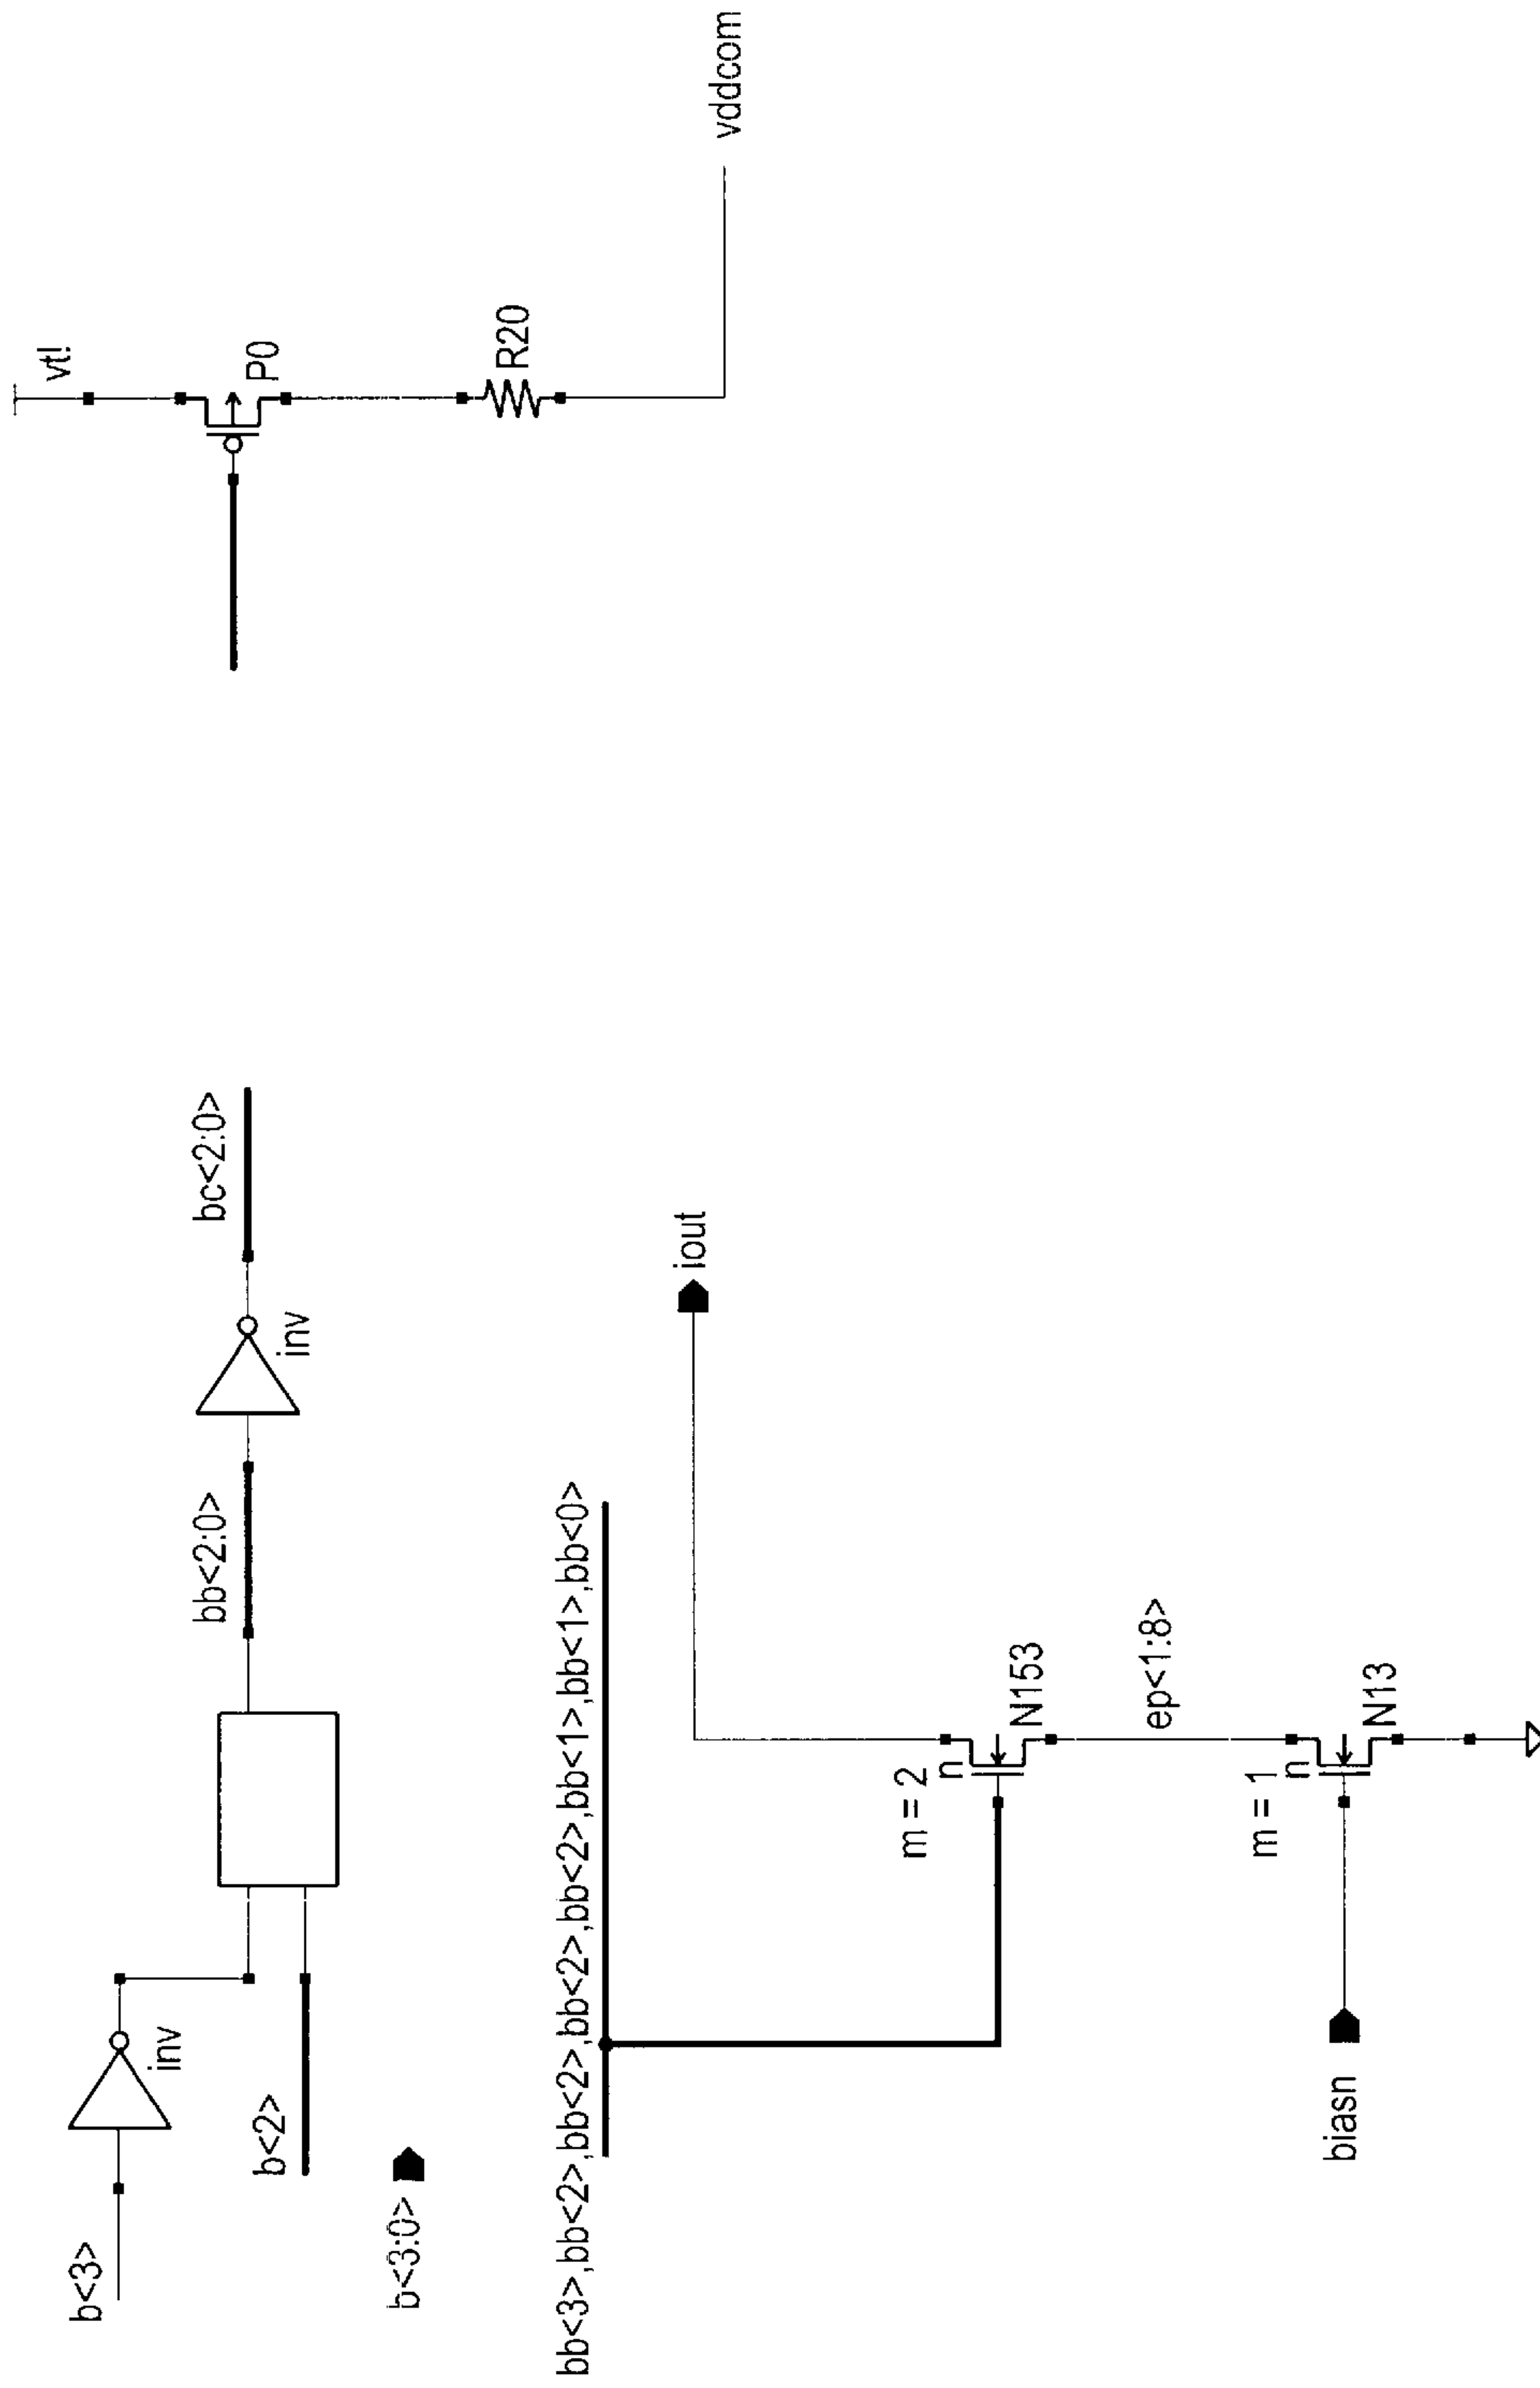 b<3>
inv
b<2>
bb<2:0>
inv
bc<2:0>
vt!
P0
R20
vddcom
b<3:0>
bb<3>,bb<2>,bb<2>,bb<2>,bb<2>,bb<1>,bb<1>,bb<0>
iout
m = 2
n
N153
ep<1:8>
m = 1
n
N13
biasn